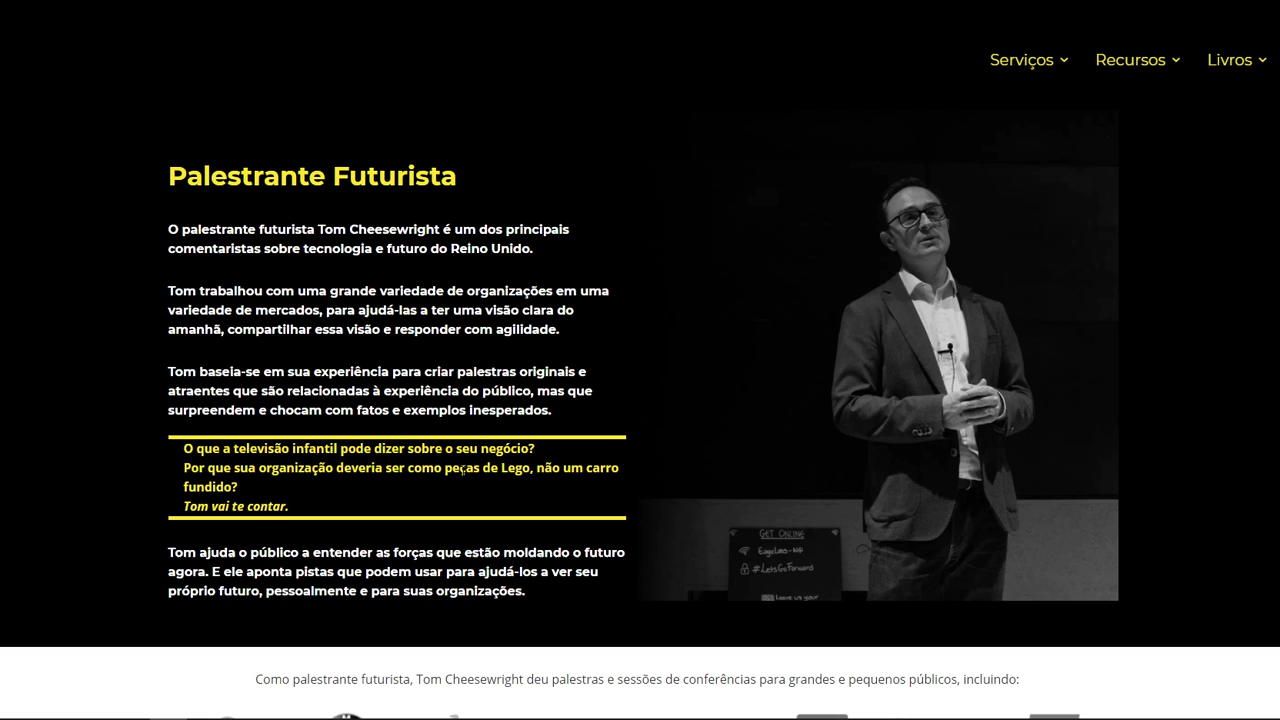 Serviços
Recursos
Livros
Palestrante Futurista
O palestrante futurista Tom Cheesewright é um dos principais
comentaristas sobre tecnologia e futuro do Reino Unido.
Tom trabalhou com uma grande variedade de organizações em uma
variedade de mercados, para ajudá-las a ter uma visão clara do
amanhã, compartilhar essa visão e responder com agilidade.
Tom baseia-se em sua experiência para criar palestras originais e
atraentes que são relacionadas à experiência do público, mas que
surpreendem e chocam com fatos e exemplos inesperados.
O que a televisão infantil pode dizer sobre o seu negócio?
Por que sua organização deveria ser como peças de Lego, não um carro
fundido?
Tom vai te contar.
Tom ajuda o público a entender as forças que estão moldando o futuro
agora. E ele aponta pistas que podem usar para ajudá-los a ver seu
próprio futuro, pessoalmente e para suas organizações.
GET ONLINE
#LetsGoForward
Leave us your
Como palestrante futurista, Tom Cheesewright deu palestras e sessões de conferências para grandes e pequenos públicos, incluindo: